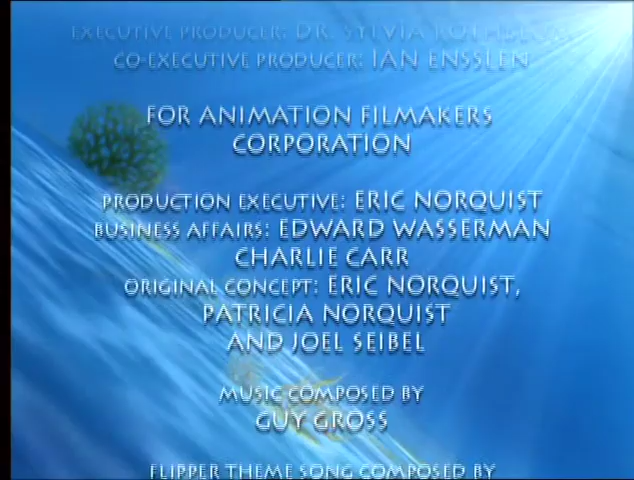 EXECUTIVE PRODUCER: DR. SYLVIA
CO-EXECUTIVE PRODUCER: IAN ENSSLEN
FOR ANIMATION FILMAKERS
CORPORATION
PRODUCTION EXECUTIVE: ERIC NORQUIST
BUSINESS AFFAIRS: EDWARD WASSERMAN
CHARLIE CARR
ORIGINAL CONCEPT: ERIC NORQUIST,
PATRICIA NORQUIST
AND JOEL SEIBEL
MUSIC COMPOSED BY
GUY GROSS
FLIPPER THEME SONG COMPOSED BY